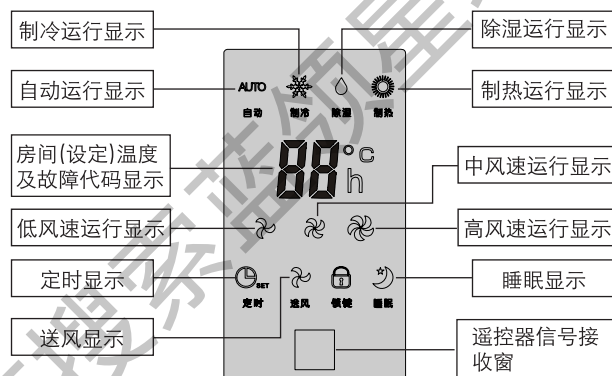 制冷运行显示
除湿运行显示
自动运行显示
AUTO
制热运行显示
自动 制冷 除湿 制热
房间(设定)温度
及故障代码显示
88°C
h
中风速运行显示
低风速运行显示
高风速运行显示
定时显示
SET
睡眠显示
定时 送风 锁键 睡眠
送风显示
遥控器信号接
收窗
搜索蓝领星